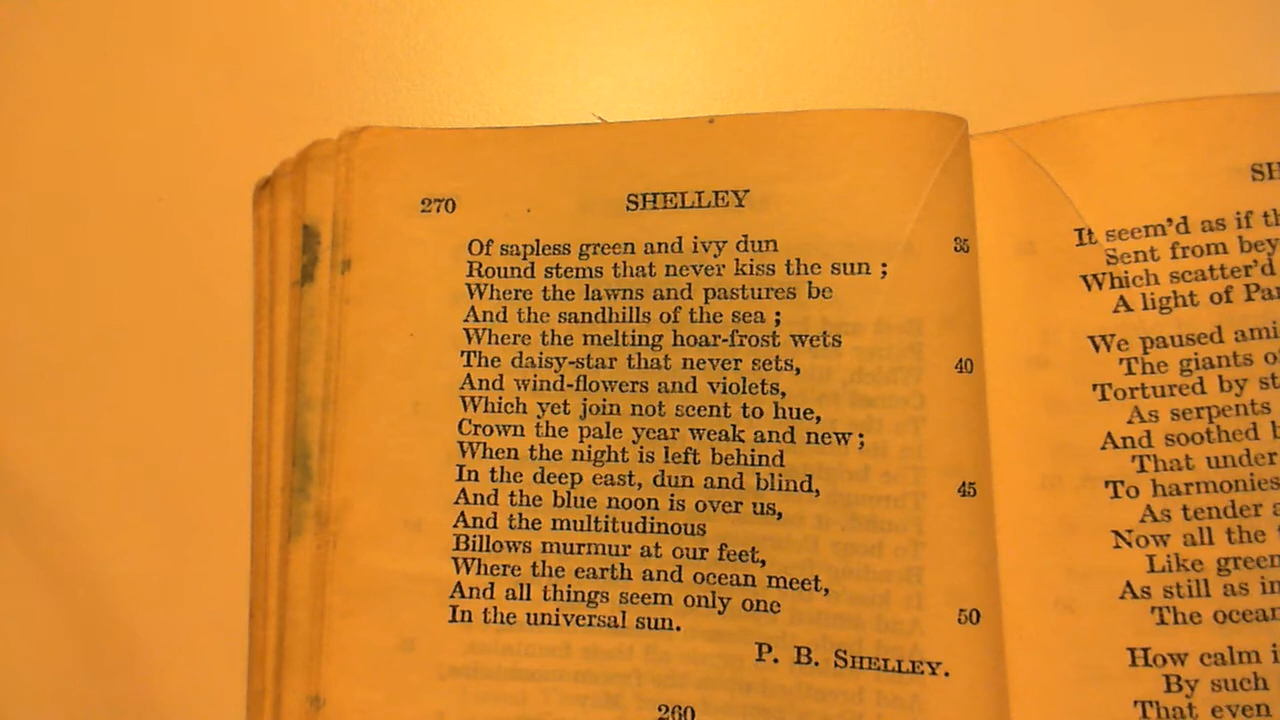 270 SHELLEY
Of sapless green and ivy dun 35
Round stems that never kiss the sun ;
Where the lawns and pastures be
And the sandhills of the sea ;
Where the melting hoar-frost wets
The daisy-star that never sets, 40
And wind-flowers and violets,
Which yet join not scent to hue,
Crown the pale year weak and new ;
When the night is left behind
In the deep east, dun and blind, 45
And the blue noon is over us,
And the multitudinous
Billows murmur at our feet,
Where the earth and ocean meet,
And all things seem only one
In the universal sun. 50
P. B. SHELLEY.
260
SH
It seem'd as if th
Sent from bey
Which scatter'd
A light of Par
We paused ami
The giants o
Tortured by st
As serpents
And soothed b
That under
To harmonies
As tender a
Now all the t
Like green
As still as in
The ocean
How calm i
By such
That even